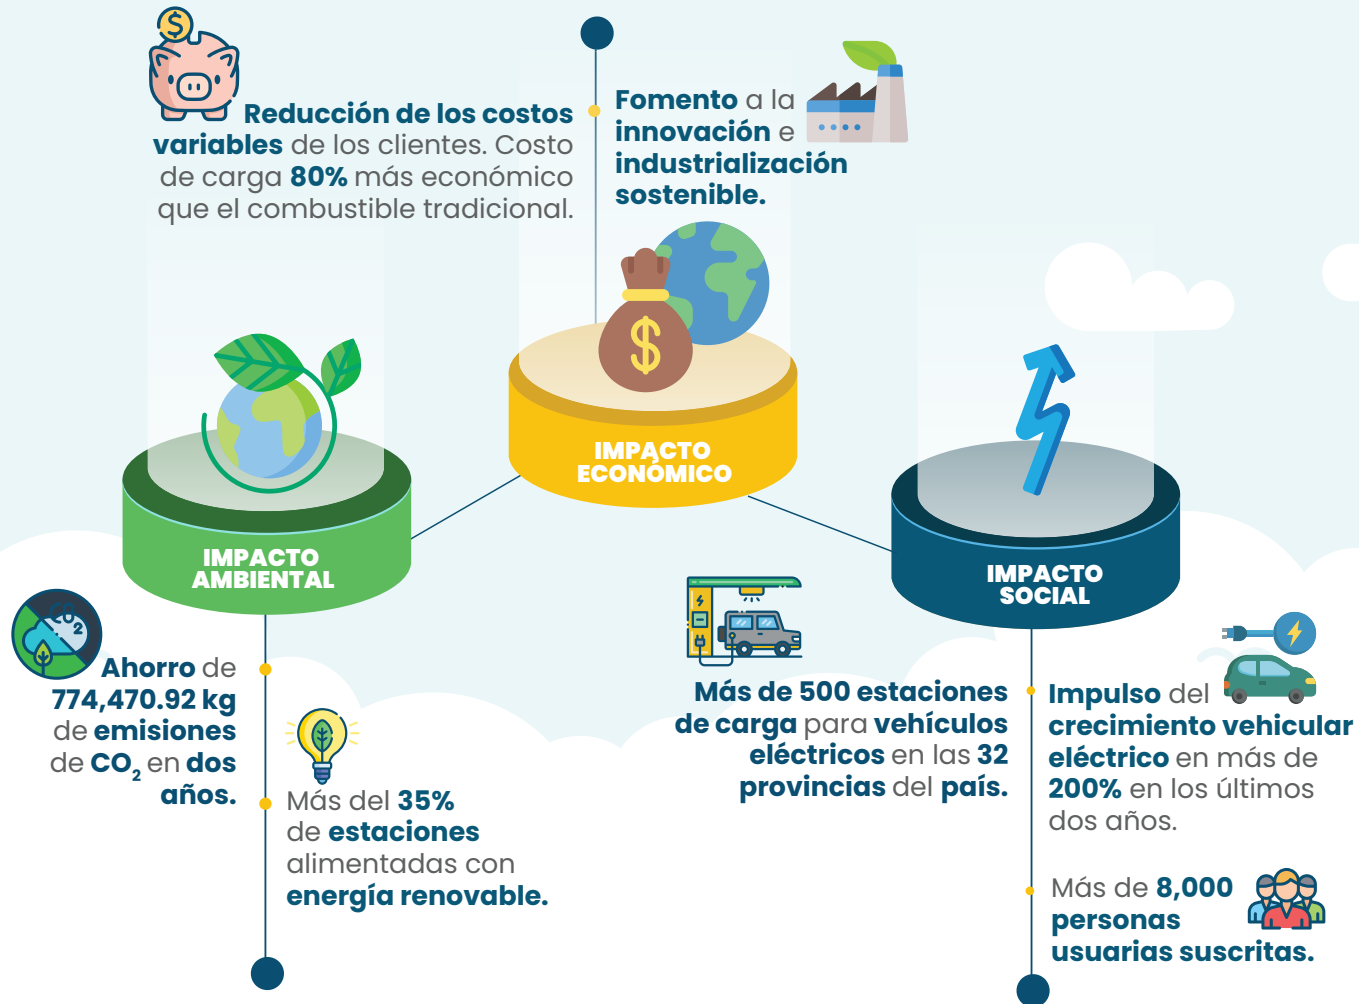 Reducción de los costos
variables de los clientes. Costo
de carga 80% más económico
que el combustible tradicional.
Fomento a la
innovación e
industrialización
sostenible.
IMPACTO
ECONÓMICO
IMPACTO
AMBIENTAL
IMPACTO
SOCIAL
CO2
Ahorro de
774,470.92 kg
de emisiones
de CO₂ en dos
años.
Más del 35%
de estaciones
alimentadas con
energía renovable.
Más de 500 estaciones
de carga para vehículos
eléctricos en las 32
provincias del país.
Impulso del
crecimiento vehicular
eléctrico en más de
200% en los últimos
dos años.
Más de 8,000
personas
usuarias suscritas.